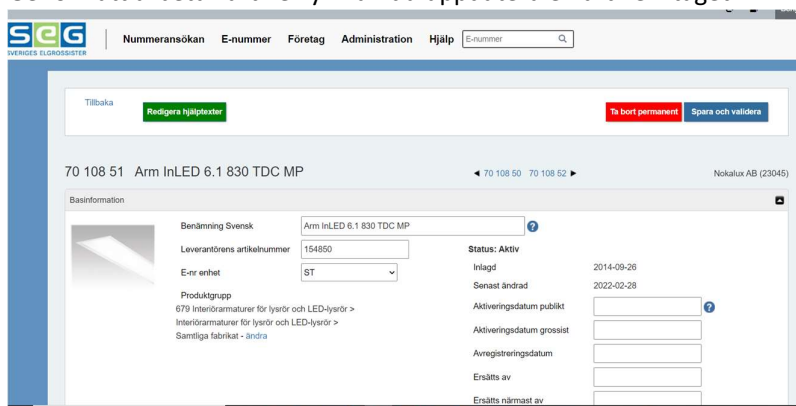 SEG
SVERIGES ELGROSSISTER
Nummeransökan E-nummer Företag Administration Hjälp E-nummer
Tillbaka
Redigera hjälptexter
Ta bort permanent Spara och validera
70 108 51 Arm InLED 6.1 830 TDC MP
◄ 70 108 50 70 108 52 ►
Nokalux AB (23045)
Basinformation
Benämning Svensk Arm InLED 6.1 830 TDC MP ?
Leverantörens artikelnummer 154850
E-nr enhet ST
Produktgrupp
679 Interiörarmaturer för lysrör och LED-lysrör >
Interiörarmaturer för lysrör och LED-lysrör >
Samtliga fabrikat - ändra
Status: Aktiv
Inlagd 2014-09-26
Senast ändrad 2022-02-28
Aktiveringsdatum publikt ?
Aktiveringsdatum grossist
Avregistreringsdatum
Ersätts av
Ersätts närmast av